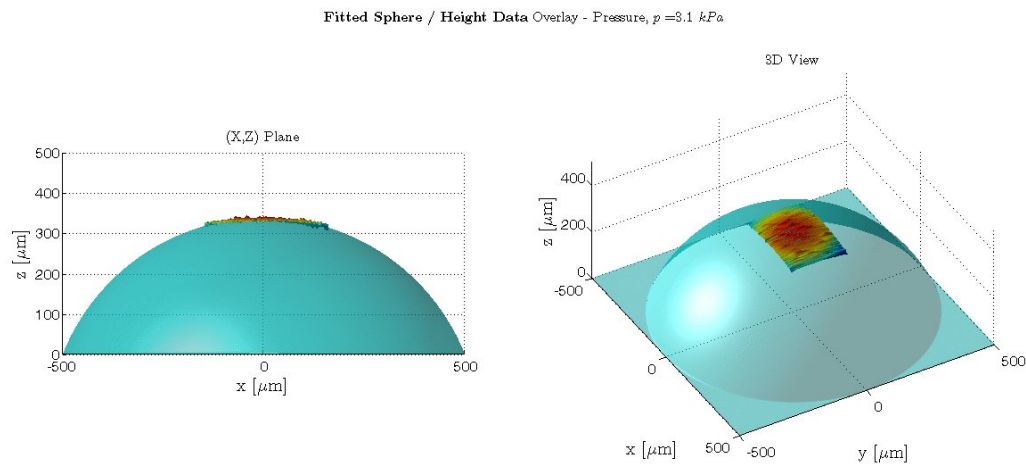 Fitted Sphere / Height Data Overlay - Pressure, p =3.1 kPa
(X,Z) Plane
500
400
300
200
100
0
z [μm]
-500
0
500
x [μm]
3D View
400
200
0
z [μm]
-500
0
500
x [μm]
-500
0
500
y [μm]